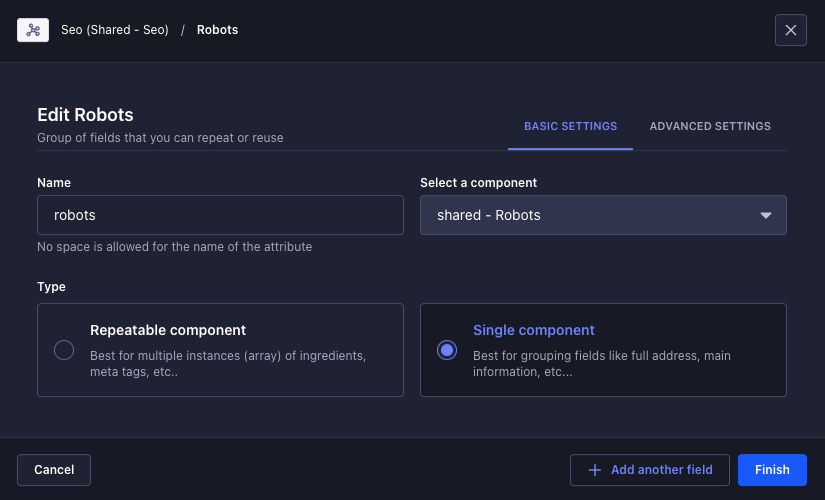 Seo (Shared - Seo) / Robots
Edit Robots
Group of fields that you can repeat or reuse
BASIC SETTINGS
ADVANCED SETTINGS
Name
robots
No space is allowed for the name of the attribute
Select a component
shared - Robots
Type
Repeatable component
Best for multiple instances (array) of ingredients,
meta tags, etc..
Single component
Best for grouping fields like full address, main
information, etc...
Cancel
Add another field
Finish